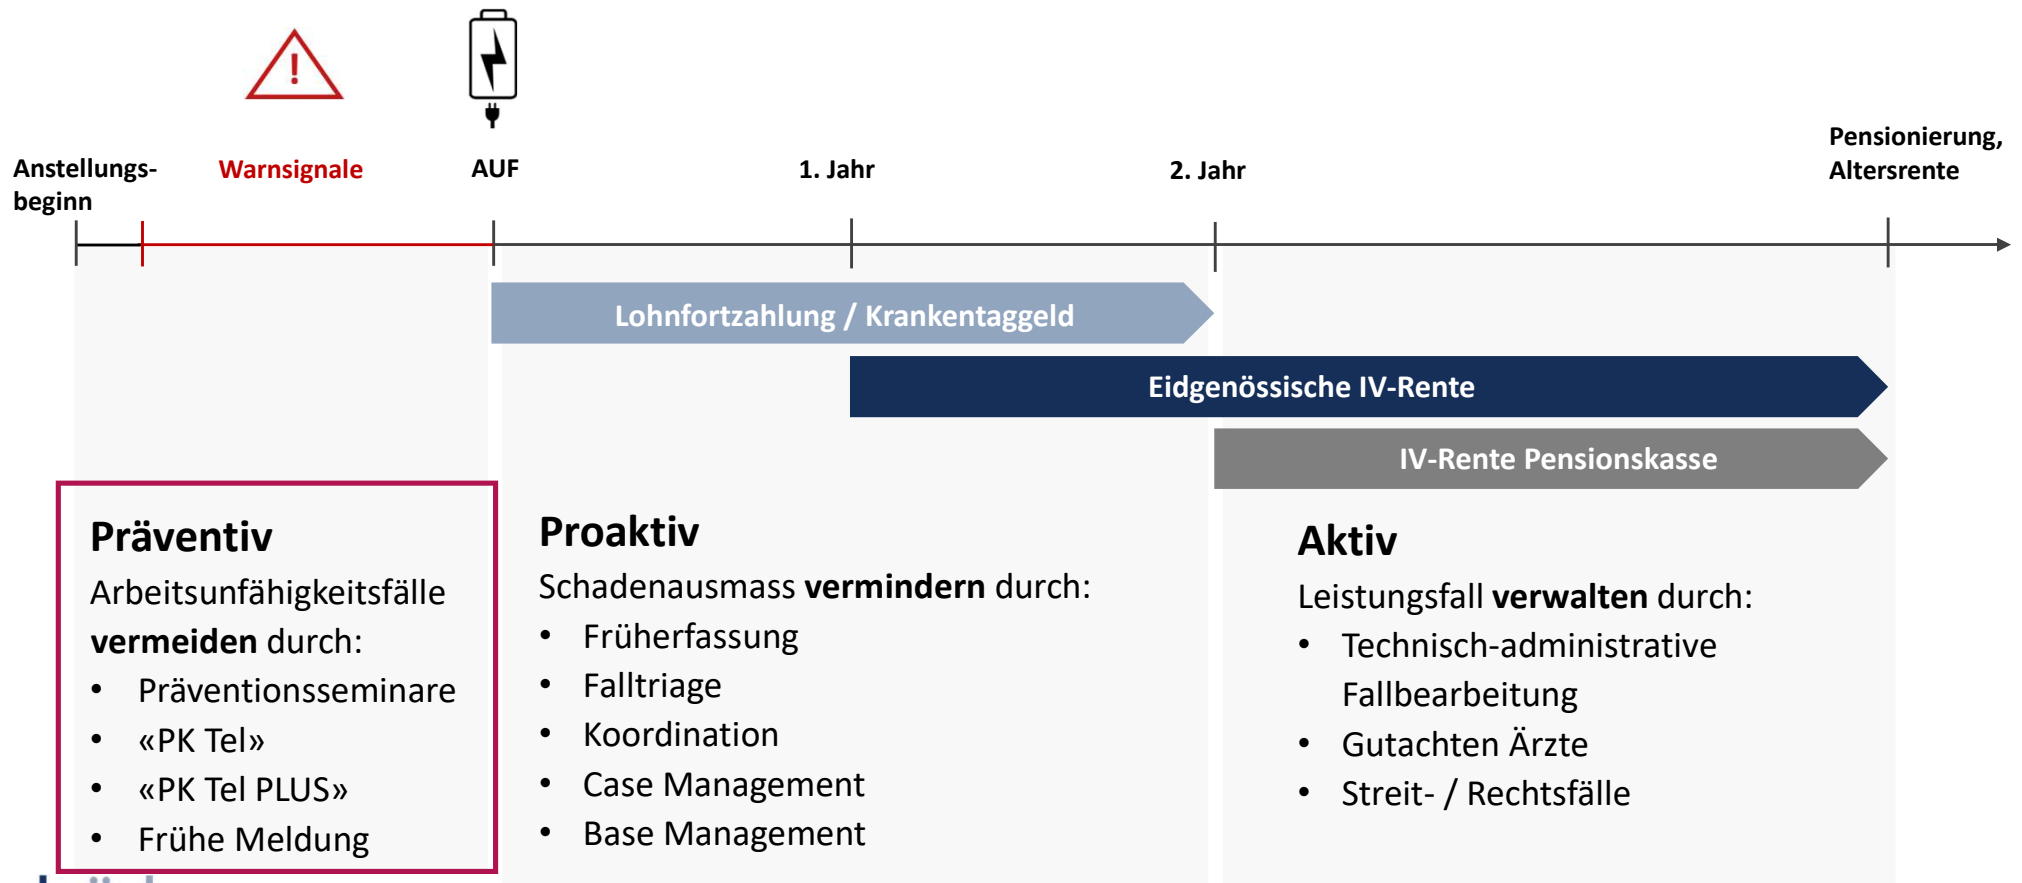 Anstellungs-
beginn
Warnsignale
AUF
1. Jahr
2. Jahr
Pensionierung,
Altersrente
Lohnfortzahlung / Krankentaggeld
Eidgenössische IV-Rente
IV-Rente Pensionskasse
Präventiv
Arbeitsunfähigkeitsfälle
vermeiden durch:
• Präventionsseminare
• «PK Tel»
• «PK Tel PLUS»
• Frühe Meldung
Proaktiv
Schadenausmass vermindern durch:
• Früherfassung
• Falltriage
• Koordination
• Case Management
• Base Management
Aktiv
Leistungsfall verwalten durch:
• Technisch-administrative
Fallbearbeitung
• Gutachten Ärzte
• Streit- / Rechtsfälle